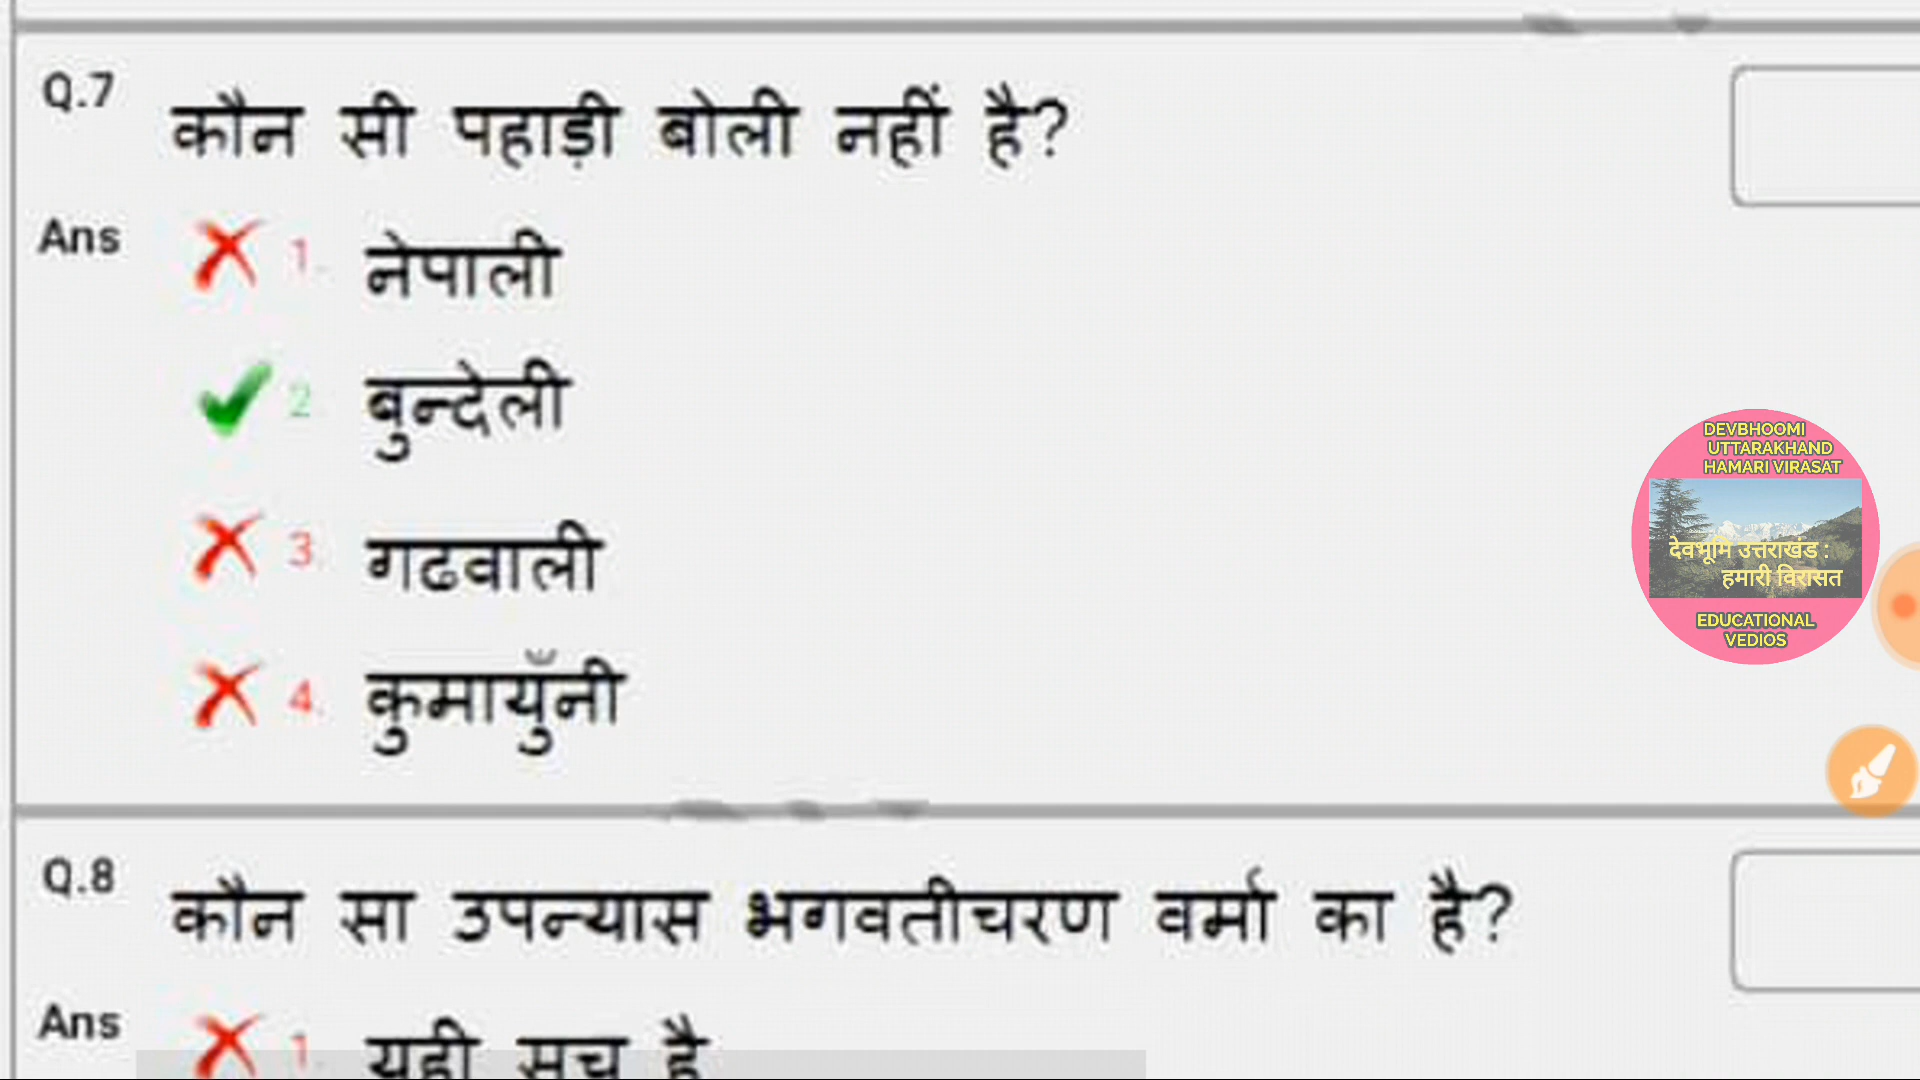 Q.7 कौन सी पहाड़ी बोली नहीं है?
Ans 1. नेपाली
2. बुन्देली
3. गढवाली
4. कुमायुँनी
DEVBHOOMI
UTTARAKHAND
HAMARI VIRASAT
देवभूमि उत्तराखंड :
हमारी विरासत
EDUCATIONAL
VEDIOS
Q.8 कौन सा उपन्यास भगवतीचरण वर्मा का है?
Ans 1. यही सच है